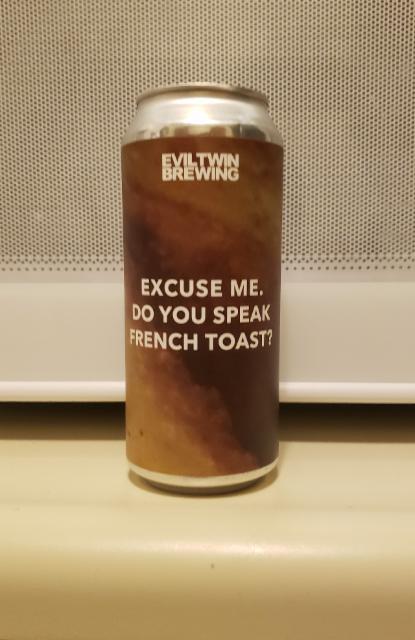 EVILTWIN
BREWING
EXCUSE ME.
DO YOU SPEAK
FRENCH TOAST?